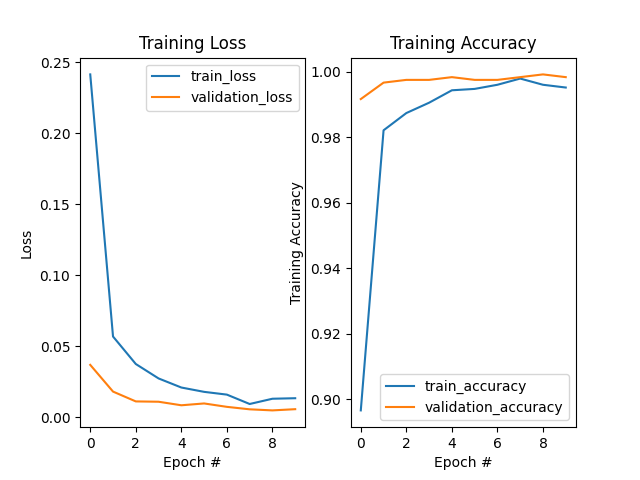 Training Loss
train_loss
validation_loss
0.25
0.20
0.15
0.10
0.05
0.00
Loss
0
2
4
6
8
Epoch #
Training Accuracy
1.00
0.98
0.96
0.94
0.92
0.90
Training Accuracy
train_accuracy
validation_accuracy
0
2
4
6
8
Epoch #